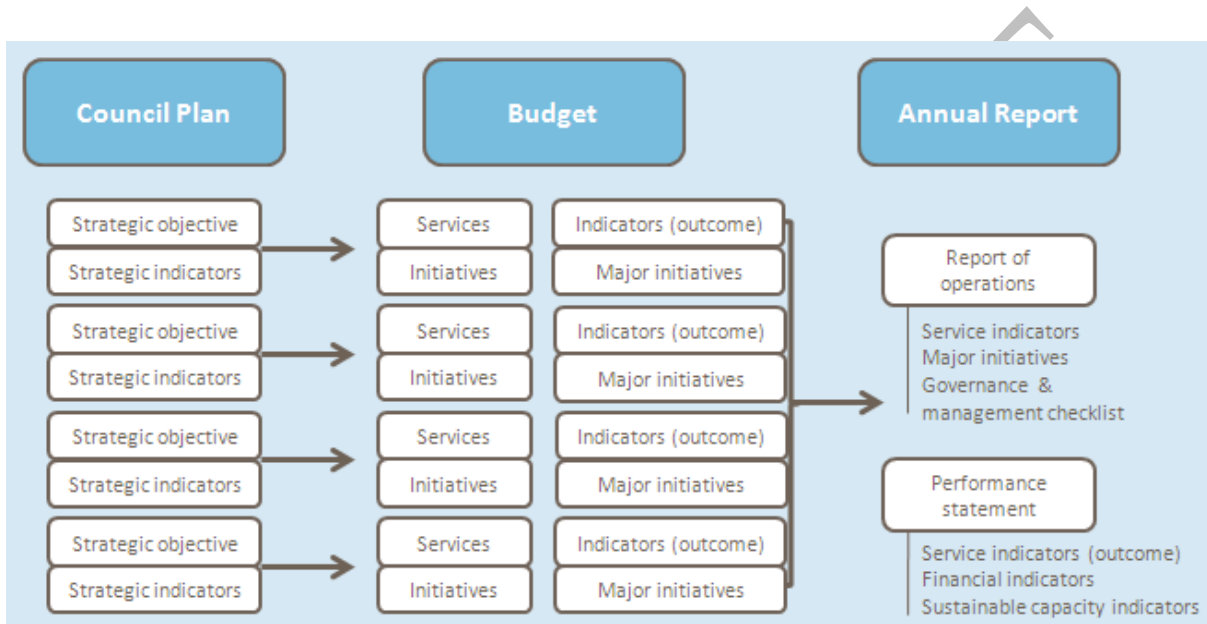 Council Plan
Budget
Annual Report
Strategic objective
Strategic indicators
Strategic objective
Strategic indicators
Strategic objective
Strategic indicators
Strategic objective
Strategic indicators
Services
Initiatives
Services
Initiatives
Services
Initiatives
Services
Initiatives
Indicators (outcome)
Major initiatives
Indicators (outcome)
Major initiatives
Indicators (outcome)
Major initiatives
Indicators (outcome)
Major initiatives
Report of
operations
Service indicators
Major initiatives
Governance &
management checklist
Performance
statement
Service indicators (outcome)
Financial indicators
Sustainable capacity indicators